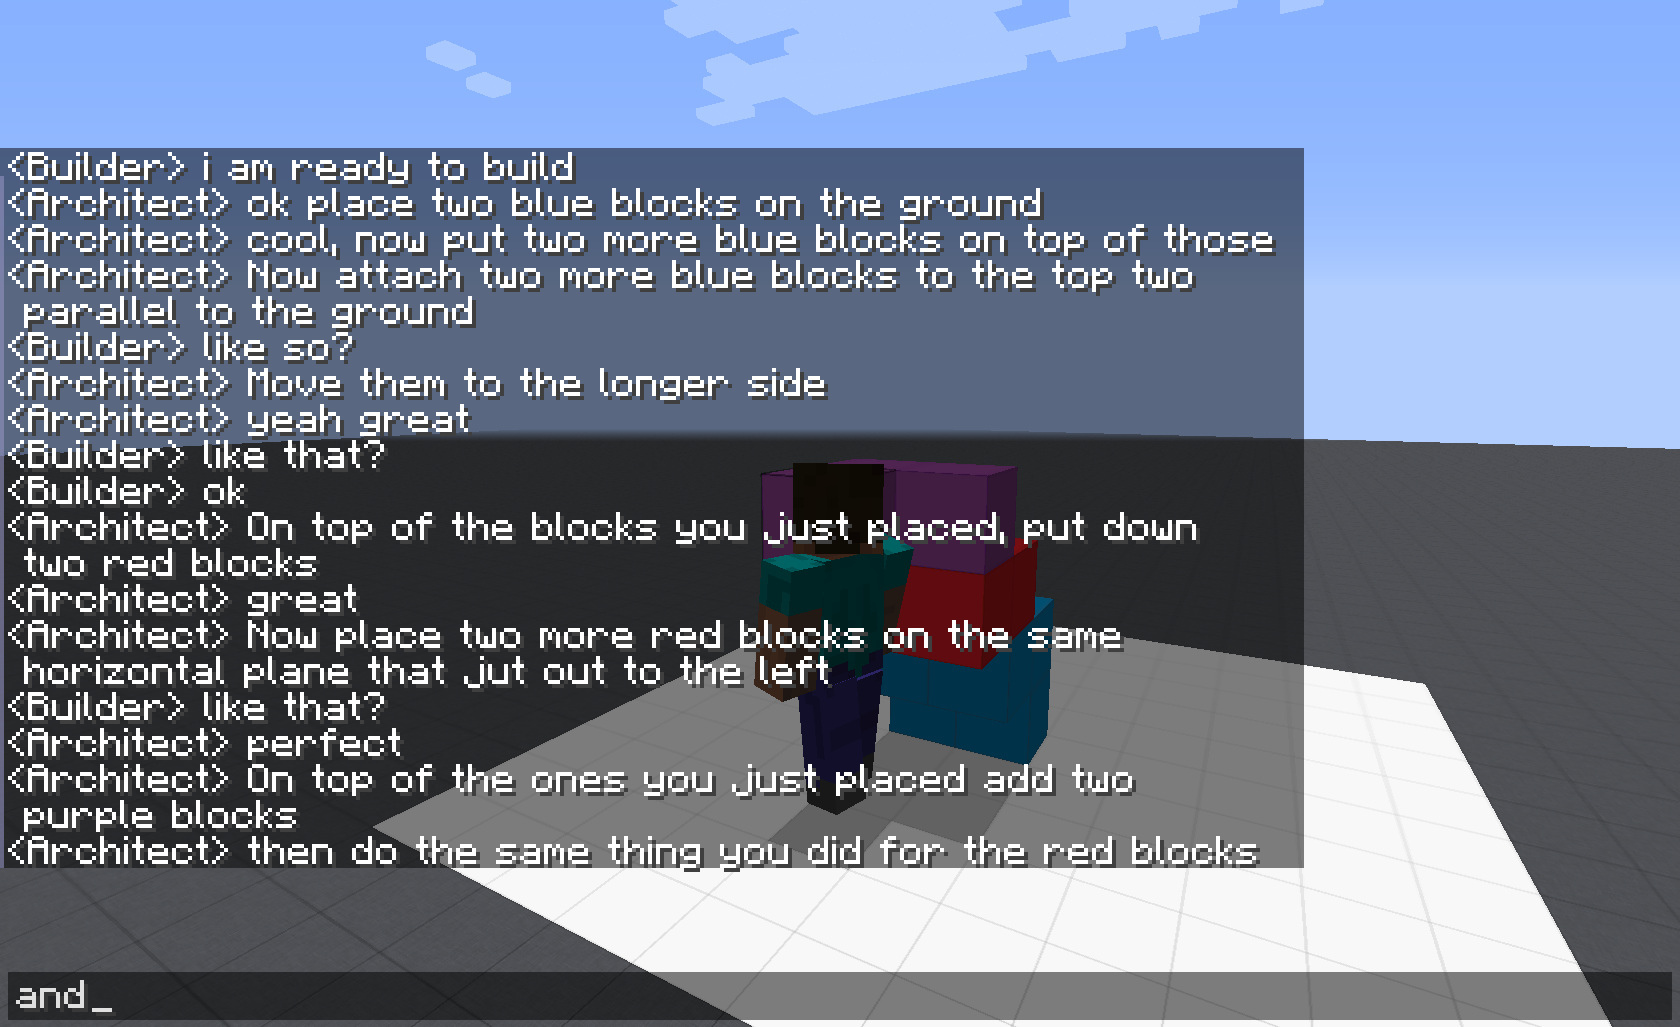 <Builder> i am ready to build
<Architect> ok place two blue blocks on the ground
<Architect> cool, now put two more blue blocks on top of those
<Architect> Now attach two more blue blocks to the top two
parallel to the ground
<Builder> like so?
<Architect> Move them to the longer side
<Architect> yeah great
<Builder> like that?
<Builder> ok
<Architect> On top of the blocks you just placed, put down
two red blocks
<Architect> great
<Architect> Now place two more red blocks on the same
horizontal plane that jut out to the left
<Builder> like that?
<Architect> perfect
<Architect> On top of the ones you just placed add two
purple blocks
<Architect> then do the same thing you did for the red blocks
and_